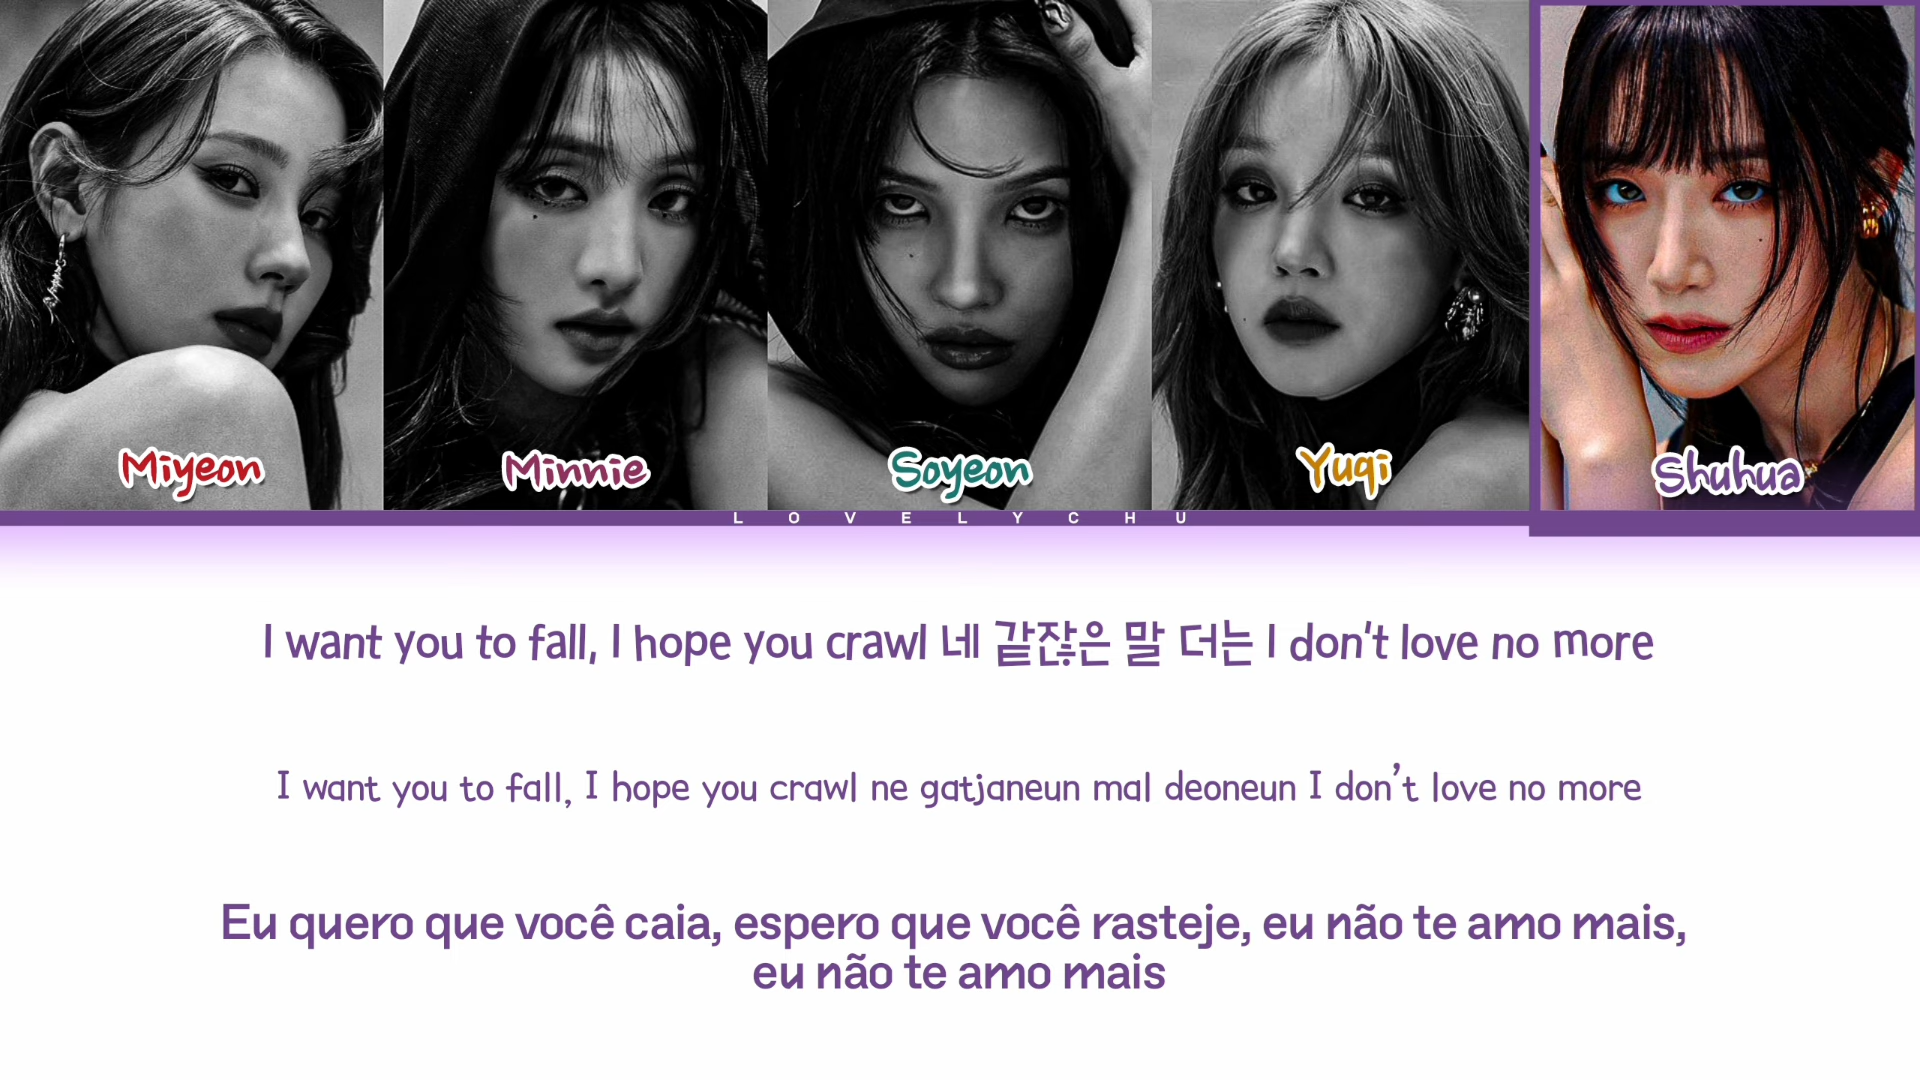 Miyeon
Minnie
Soyeon
Yuqi
Shuhua
LOVELYCHU
I want you to fall, I hope you crawl 네 같잖은 말 더는 I don't love no more
I want you to fall, I hope you crawl ne gatjaneun mal deoneun I don't love no more
Eu quero que você caia, espero que você rasteje, eu não te amo mais,
eu não te amo mais